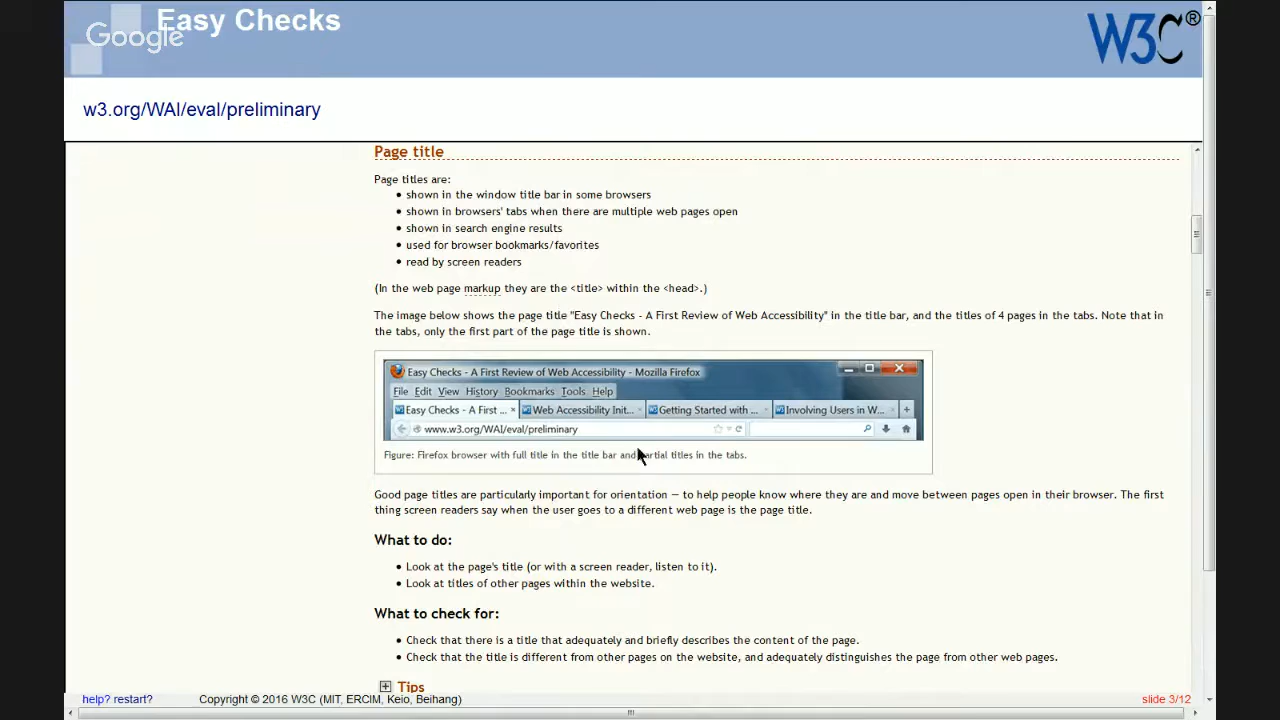 Easy Checks
Google
W3C®
w3.org/WAI/eval/preliminary
Page title
Page titles are:
• shown in the window title bar in some browsers
• shown in browsers' tabs when there are multiple web pages open
• shown in search engine results
• used for browser bookmarks/favorites
• read by screen readers
(In the web page markup they are the <title> within the <head>.)
The image below shows the page title "Easy Checks - A First Review of Web Accessibility" in the title bar, and the titles of 4 pages in the tabs. Note that in
the tabs, only the first part of the page title is shown.
Easy Checks - A First Review of Web Accessibility - Mozilla Firefox
File Edit View History Bookmarks Tools Help
Easy Checks - A First ... Web Accessibility Init... Getting Started with ... Involving Users in W...
www.w3.org/WAI/eval/preliminary
Figure: Firefox browser with full title in the title bar and partial titles in the tabs.
Good page titles are particularly important for orientation — to help people know where they are and move between pages open in their browser. The first
thing screen readers say when the user goes to a different web page is the page title.
What to do:
• Look at the page's title (or with a screen reader, listen to it).
• Look at titles of other pages within the website.
What to check for:
• Check that there is a title that adequately and briefly describes the content of the page.
• Check that the title is different from other pages on the website, and adequately distinguishes the page from other web pages.
Tips
help? restart? Copyright © 2016 W3C (MIT, ERCIM, Keio, Beihang) slide 3/12